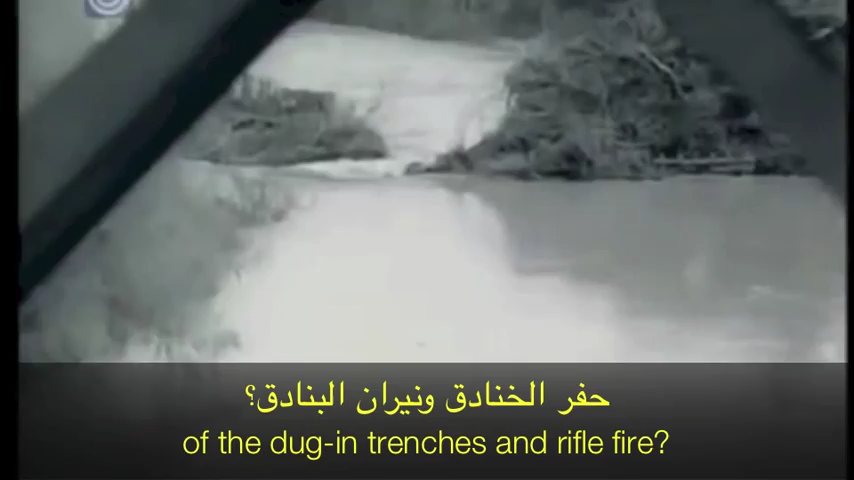 حفر الخنادق ونيران البنادق؟
of the dug-in trenches and rifle fire?